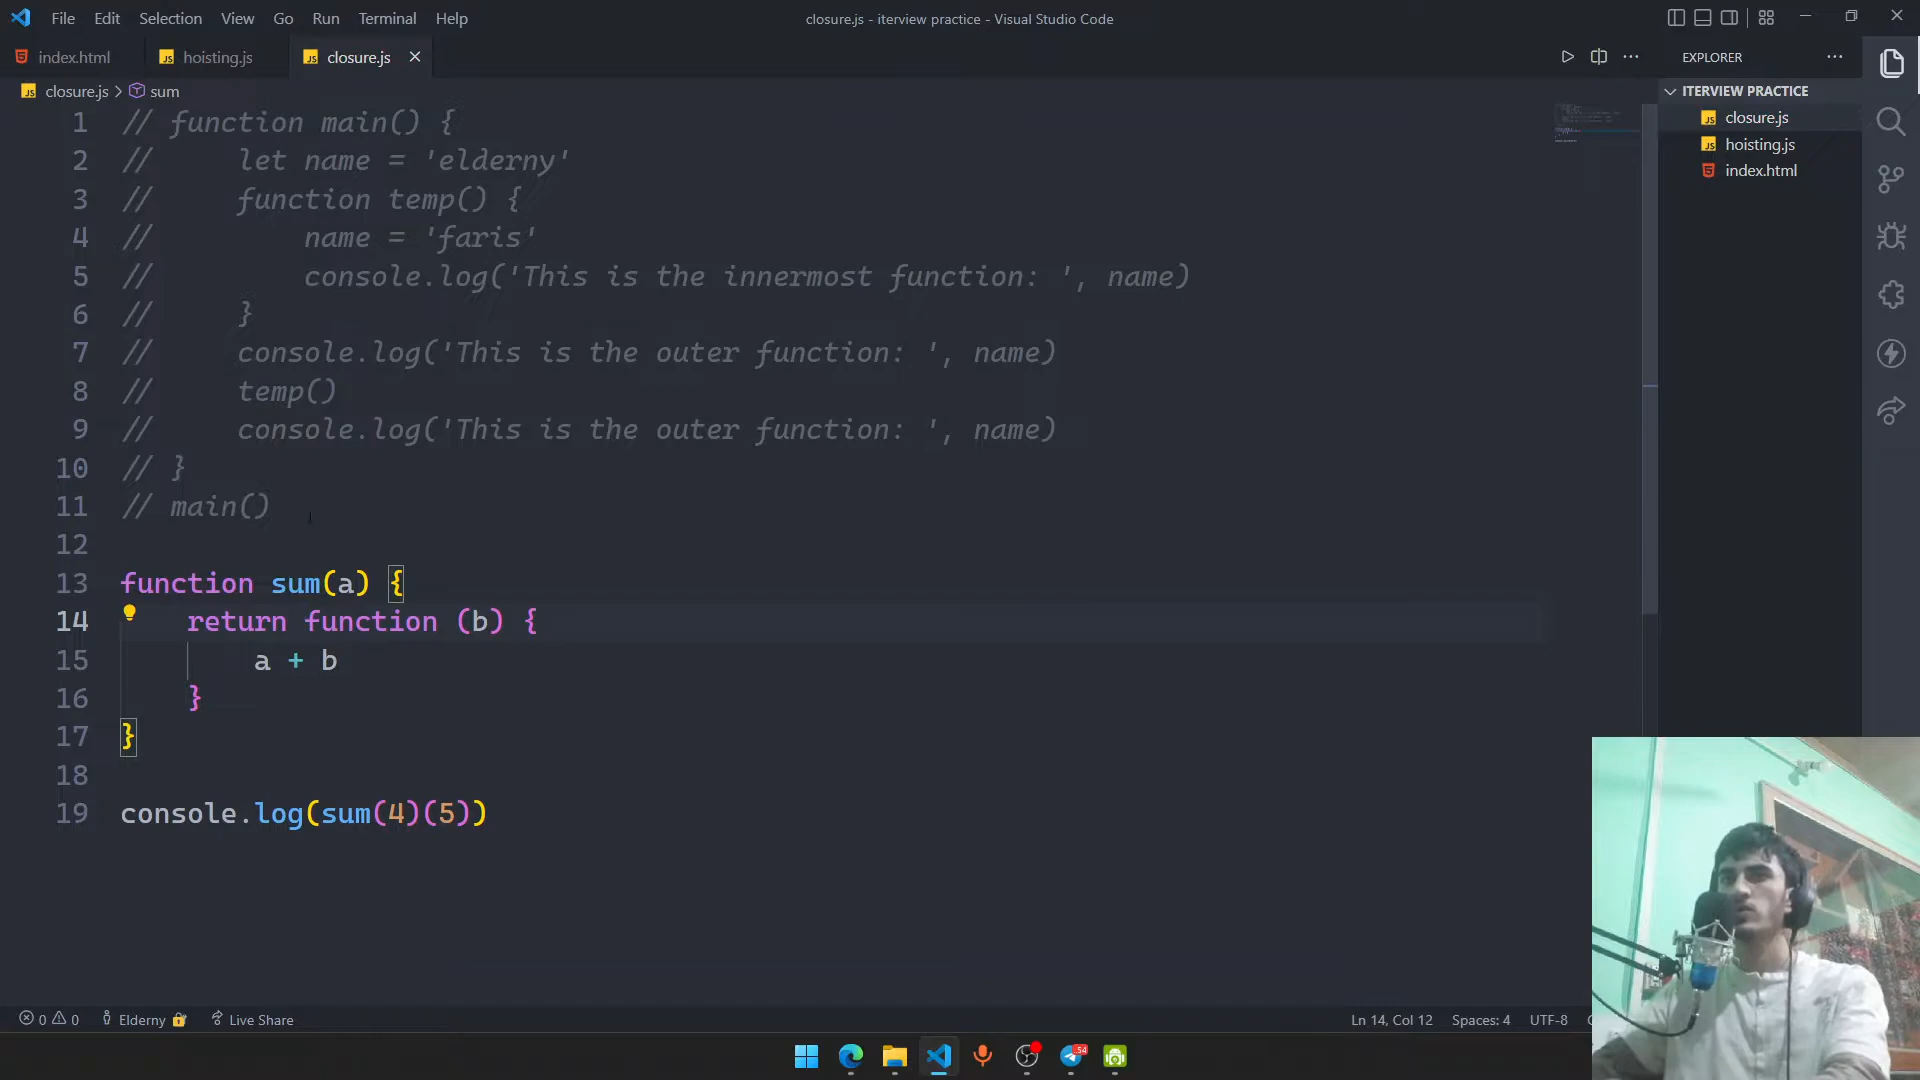 File Edit Selection View Go Run Terminal Help
closure.js - iterview practice - Visual Studio Code
index.html
hoisting.js
closure.js
closure.js > sum
1 // function main() {
2 //     let name = 'elderny'
3 //     function temp() {
4 //         name = 'faris'
5 //         console.log('This is the innermost function: ', name)
6 //     }
7 //     console.log('This is the outer function: ', name)
8 //     temp()
9 //     console.log('This is the outer function: ', name)
10 // }
11 // main()
12
13 function sum(a) {
14     return function (b) {
15         a + b
16     }
17 }
18
19 console.log(sum(4)(5))
EXPLORER
ITERVIEW PRACTICE
JS closure.js
JS hoisting.js
index.html
0 0 Elderny Live Share
Ln 14, Col 12 Spaces: 4 UTF-8
54